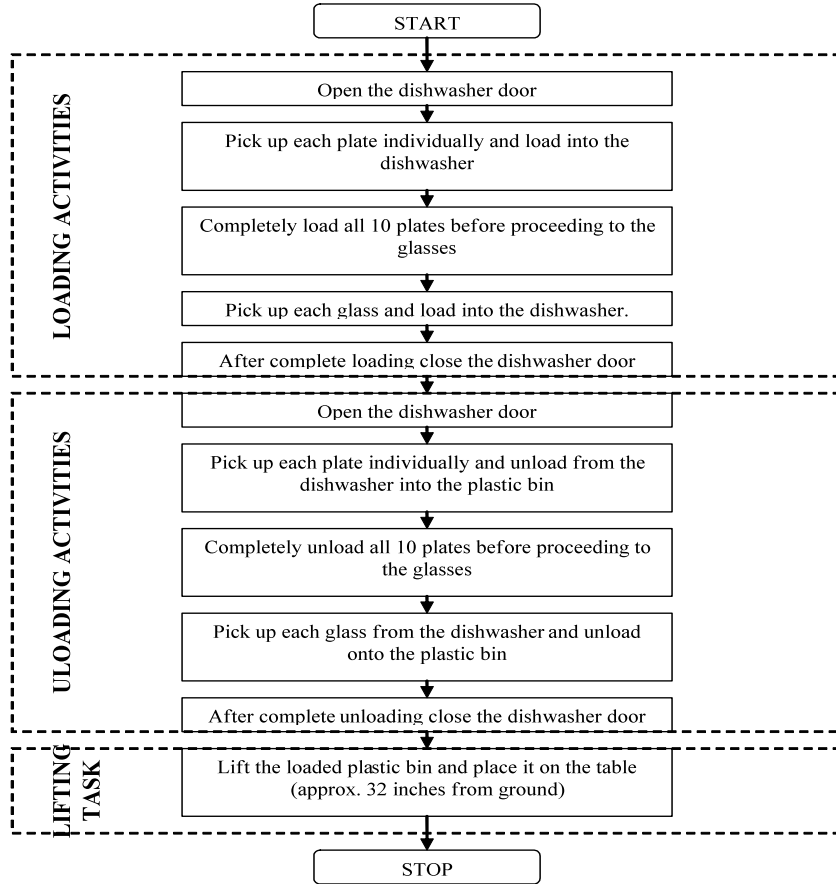 START
LOADING ACTIVITIES
Open the dishwasher door
Pick up each plate individually and load into the
dishwasher
Completely load all 10 plates before proceeding to the
glasses
Pick up each glass and load into the dishwasher.
After complete loading close the dishwasher door
ULOADING ACTIVITIES
Open the dishwasher door
Pick up each plate individually and unload from the
dishwasher into the plastic bin
Completely unload all 10 plates before proceeding to
the glasses
Pick up each glass from the dishwasher and unload
onto the plastic bin
After complete unloading close the dishwasher door
LIFTING
TASK
Lift the loaded plastic bin and place it on the table
(approx. 32 inches from ground)
STOP